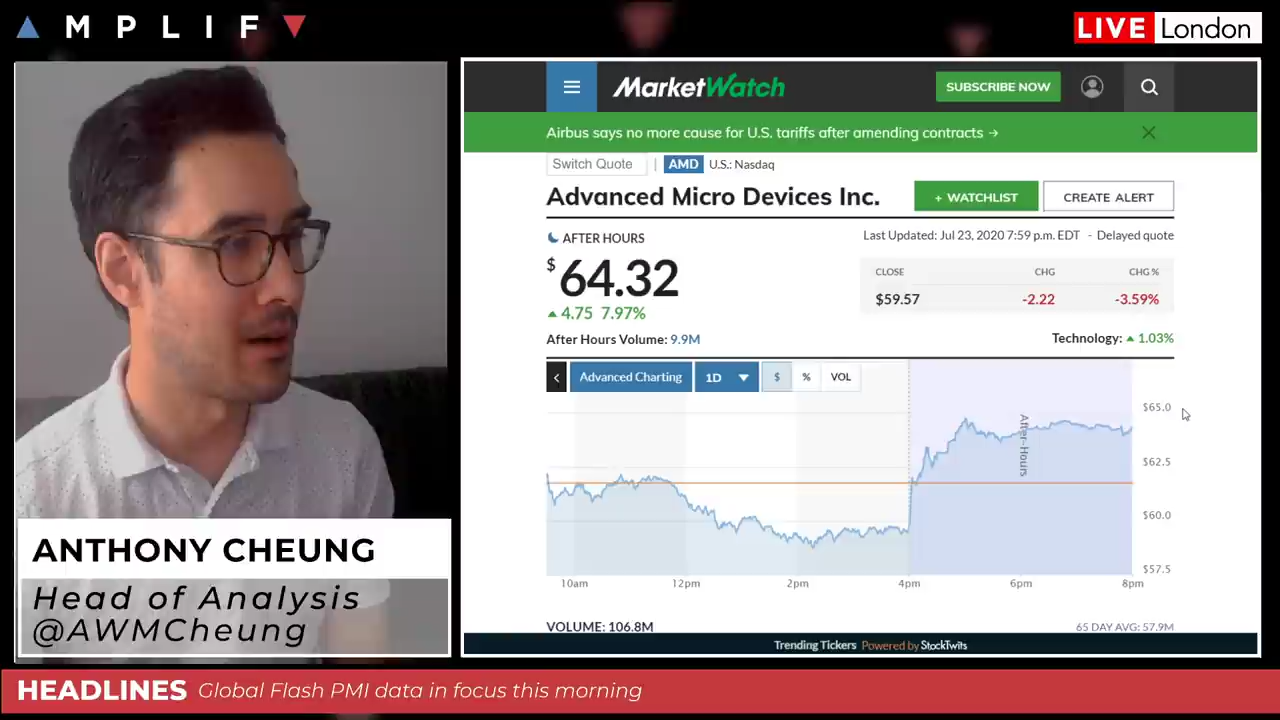 AMPLIFY
LIVE London
MarketWatch
SUBSCRIBE NOW
Airbus says no more cause for U.S. tariffs after amending contracts →
Switch Quote | AMD U.S.: Nasdaq
Advanced Micro Devices Inc.
+ WATCHLIST
CREATE ALERT
AFTER HOURS
Last Updated: Jul 23, 2020 7:59 p.m. EDT - Delayed quote
$64.32
4.75 7.97%
CLOSE CHG CHG %
$59.57 -2.22 -3.59%
After Hours Volume: 9.9M
Technology: 1.03%
Advanced Charting 1D $ % VOL
$65.0
After-Hours
$62.5
$60.0
$57.5
10am 12pm 2pm 4pm 6pm 8pm
VOLUME: 106.8M
65 DAY AVG: 57.9M
Trending Tickers Powered by StockTwits
ANTHONY CHEUNG
Head of Analysis
@AWMCheung
HEADLINES Global Flash PMI data in focus this morning